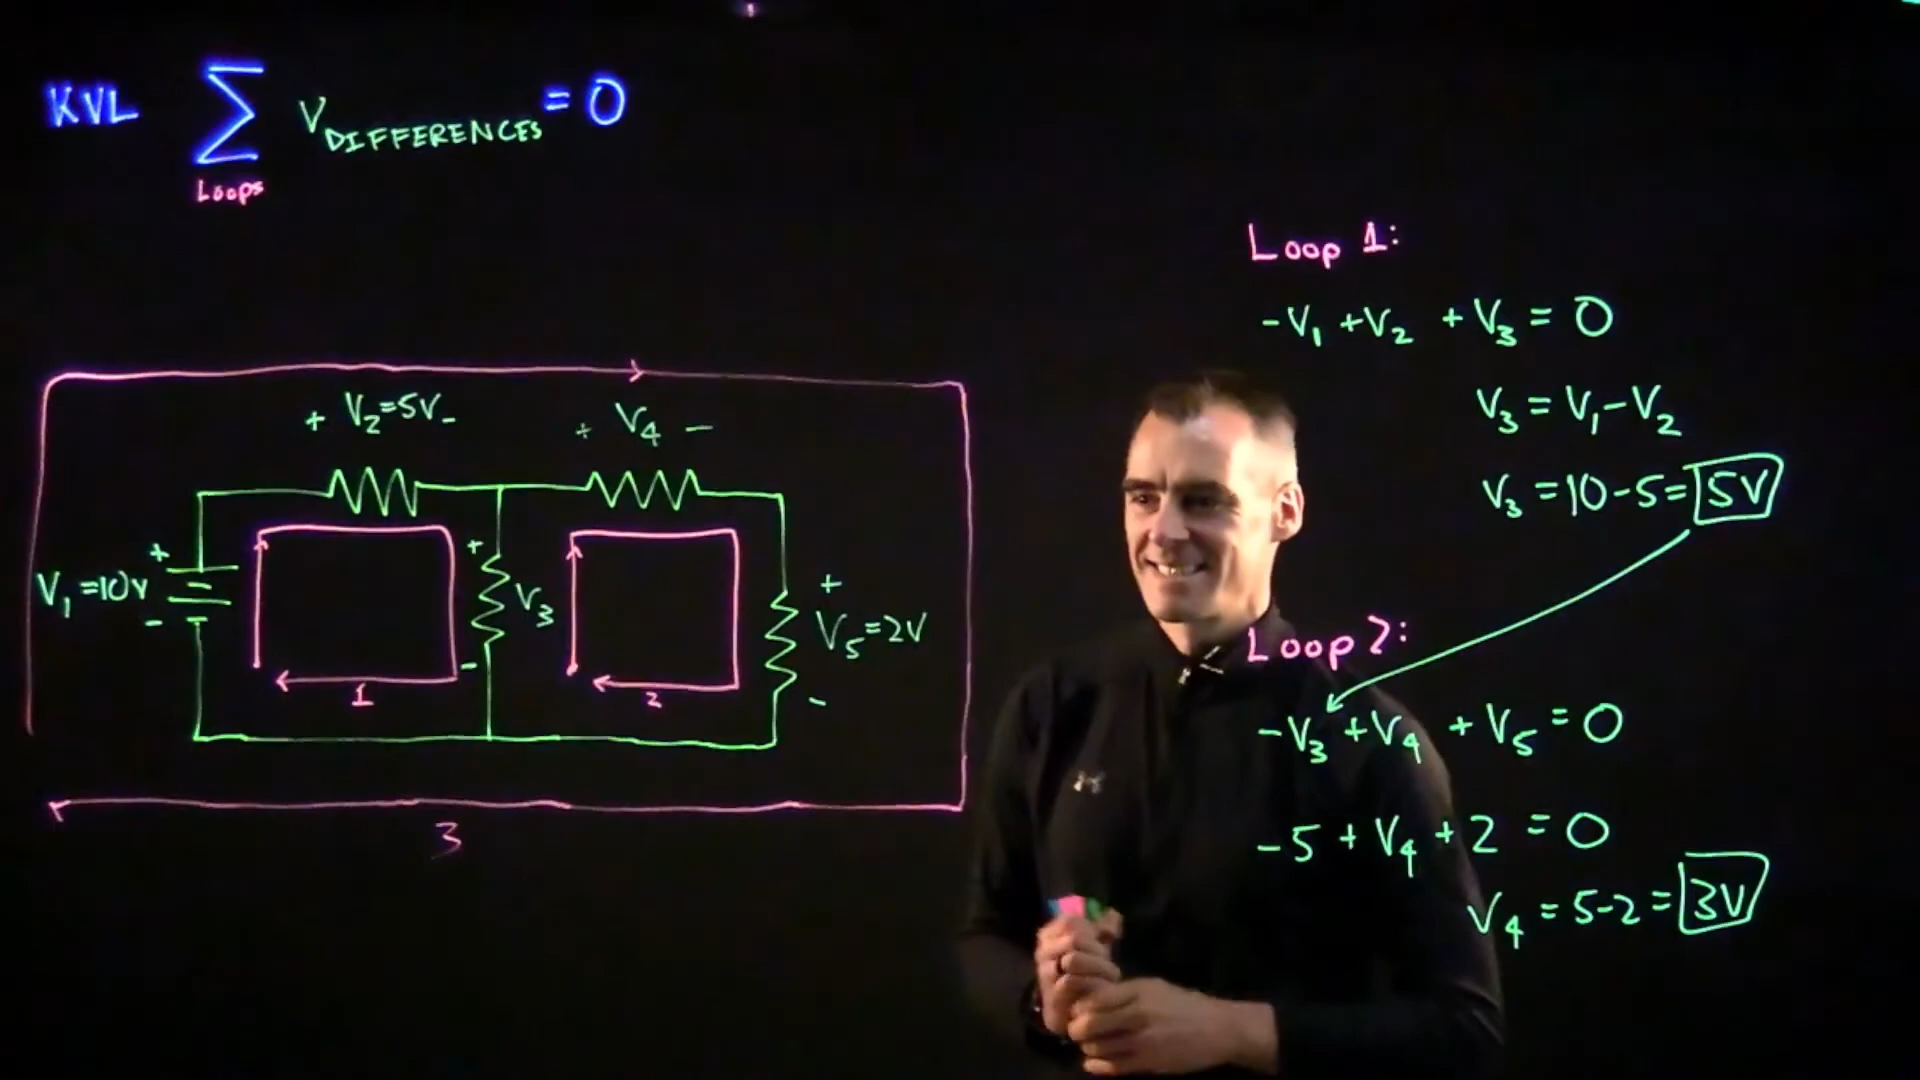 KVL ∑ V DIFFERENCES = 0
Loops
+ V₂=5V -
+ V₄ -
+
V₁=10V
-
+
V₃
-
+
V₅=2V
-
1
2
3
Loop 1:
-V₁ +V₂ +V₃ = 0
V₃ = V₁-V₂
V₃ =10-5= 5V
Loop 2:
-V₃ +V₄ +V₅ = 0
-5 + V₄ + 2 = 0
V₄ = 5-2 = 3V